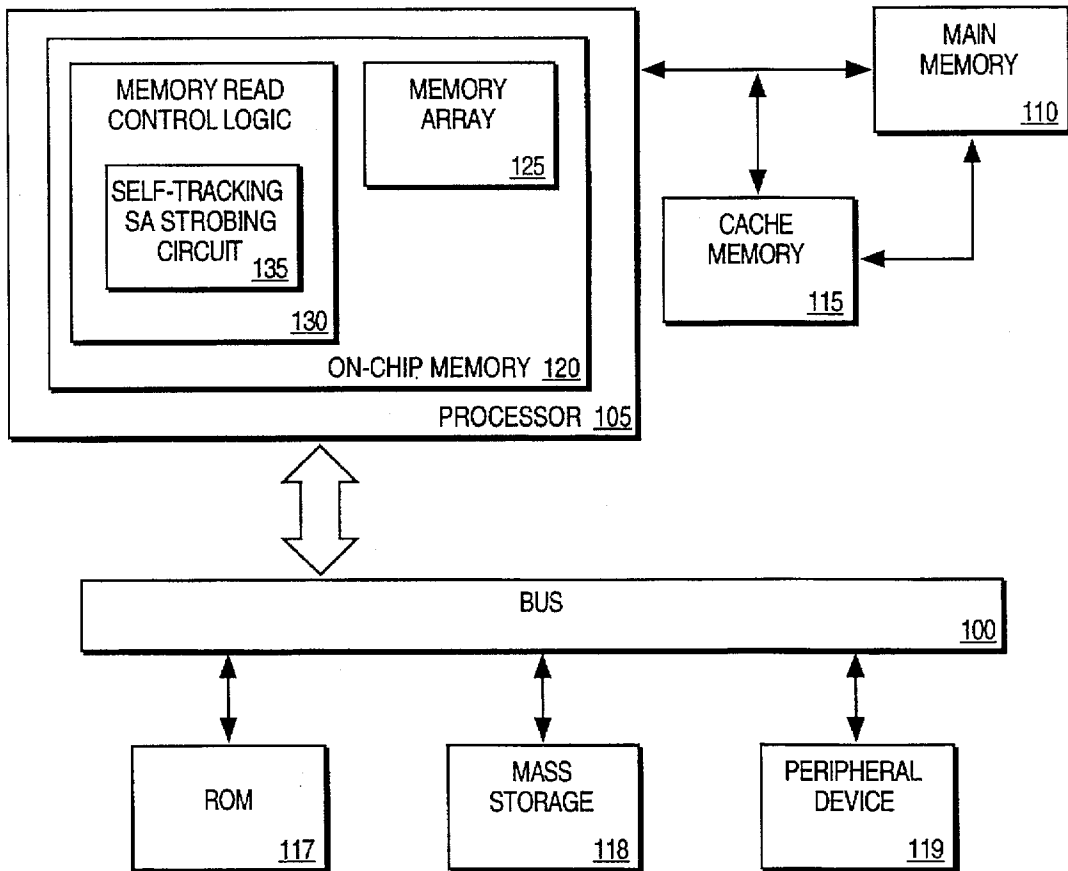 MEMORY READ
CONTROL LOGIC
SELF-TRACKING
SA STROBING
CIRCUIT
135
130
MEMORY
ARRAY
125
ON-CHIP MEMORY 120
PROCESSOR 105
MAIN
MEMORY
110
CACHE
MEMORY
115
BUS
100
ROM
117
MASS
STORAGE
118
PERIPHERAL
DEVICE
119